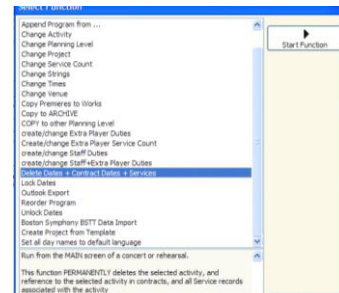 Select Function
Append Program from ...
Change Activity
Change Planning Level
Change Project
Change Service Count
Change Strings
Change Times
Change Venue
Copy Premieres to Works
Copy to ARCHIVE
COPY to other Planning Level
create/change Extra Player Duties
Create/change Extra Player Service Count
create/change Staff Duties
create/change Staff+Extra Player Duties
Delete Dates + Contract Dates + Services
Lock Dates
Outlook Export
Reorder Program
Unlock Dates
Boston Symphony BSTT Data Import
Create Project from Template
Set all day names to default language
Start Function
Run from the MAIN screen of a concert or rehearsal.
This function PERMANENTLY deletes the selected activity, and
reference to the selected activity in contracts, and all Service records
associated with the activity